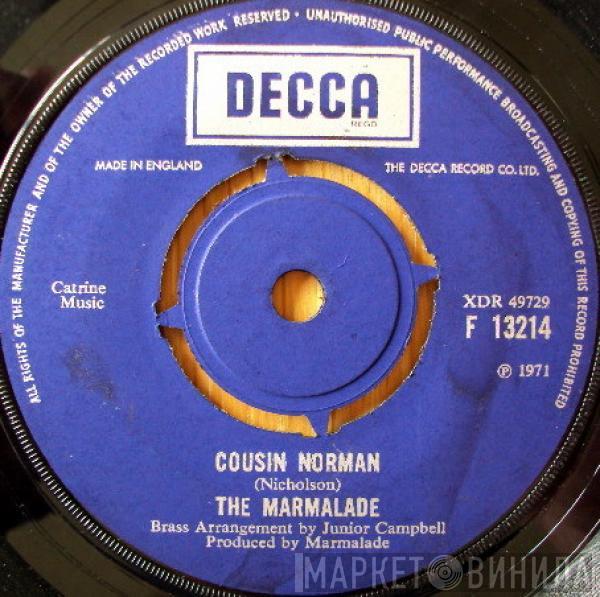 ALL RIGHTS OF THE MANUFACTURER AND OF THE OWNER OF THE RECORDED WORK RESERVED • UNAUTHORISED PUBLIC PERFORMANCE BROADCASTING AND COPYING OF THIS RECORD PROHIBITED
DECCA
REGD
MADE IN ENGLAND
THE DECCA RECORD CO. LTD.
Catrine
Music
XDR 49729
F 13214
℗ 1971
COUSIN NORMAN
(Nicholson)
THE MARMALADE
Brass Arrangement by Junior Campbell
Produced by Marmalade
МАРКЕТ ВИНИЛА